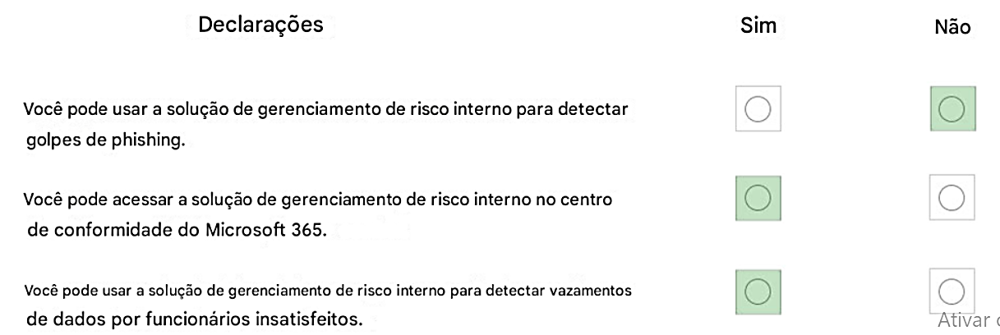 Declarações Sim Não
Você pode usar a solução de gerenciamento de risco interno para detectar
golpes de phishing.
Você pode acessar a solução de gerenciamento de risco interno no centro
de conformidade do Microsoft 365.
Você pode usar a solução de gerenciamento de risco interno para detectar vazamentos
de dados por funcionários insatisfeitos.
Ativar